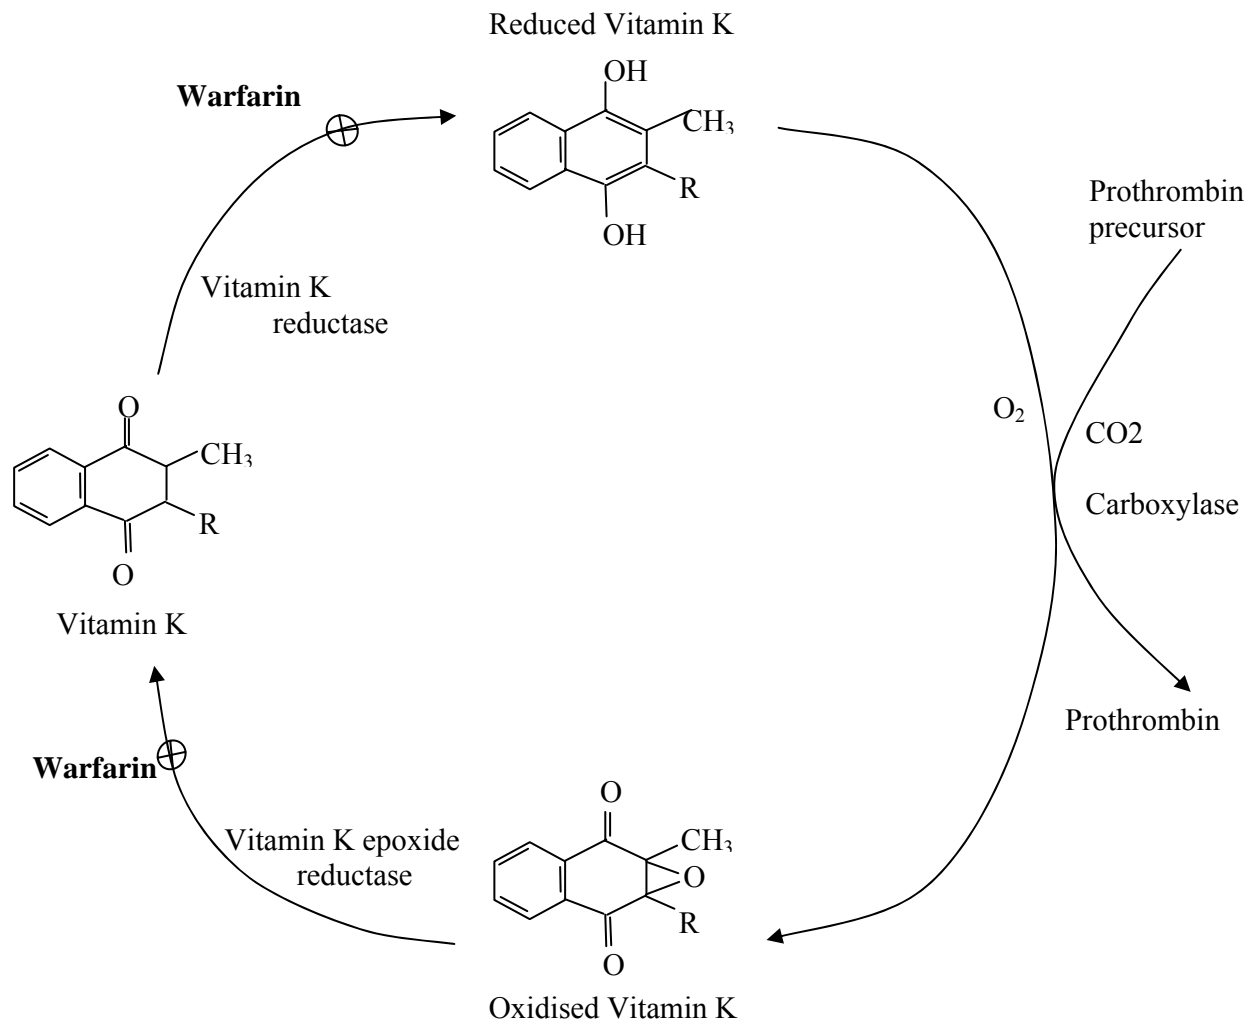 Reduced Vitamin K
OH
Warfarin
CH₃
R
OH
Prothrombin
precursor
Vitamin K
reductase
O
CH₃
R
O
Vitamin K
O₂
CO2
Carboxylase
Prothrombin
Warfarin
Vitamin K epoxide
reductase
O
CH₃
O
R
O
Oxidised Vitamin K